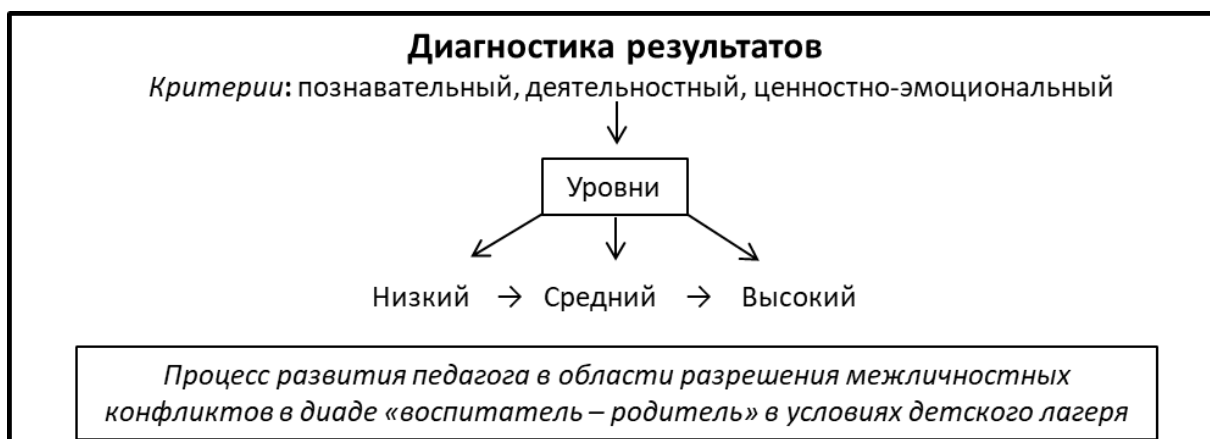 Диагностика результатов
Критерии: познавательный, деятельностный, ценностно-эмоциональный
Уровни
Низкий → Средний → Высокий
Процесс развития педагога в области разрешения межличностных
конфликтов в диаде «воспитатель – родитель» в условиях детского лагеря